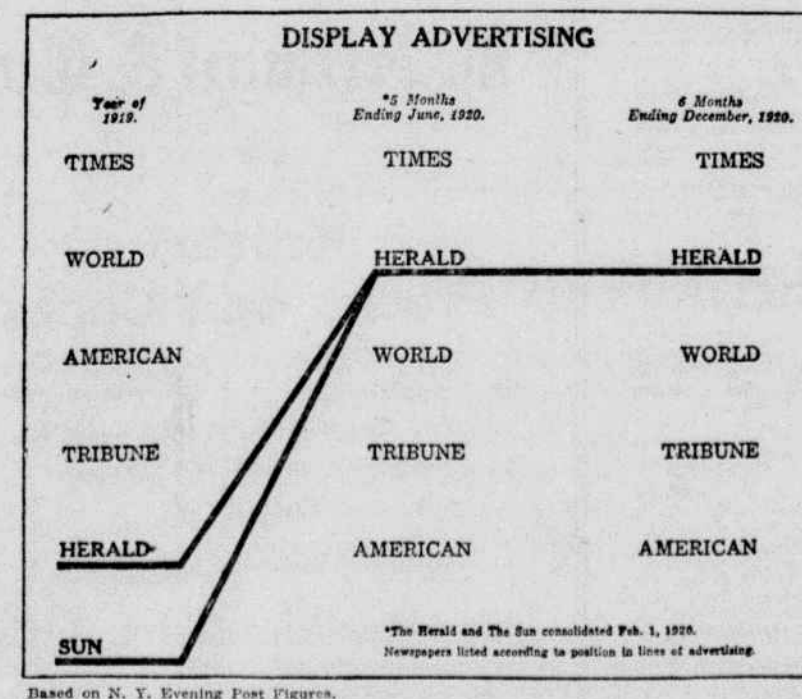 DISPLAY ADVERTISING
Year of
1919.
*5 Months
Ending June, 1920.
6 Months
Ending December, 1920.
TIMES TIMES TIMES
WORLD HERALD HERALD
AMERICAN WORLD WORLD
TRIBUNE TRIBUNE TRIBUNE
HERALD AMERICAN AMERICAN
SUN
*The Herald and The Sun consolidated Feb. 1, 1920.
Newspapers listed according to position in lines of advertising.
Based on N. Y. Evening Post Figures.